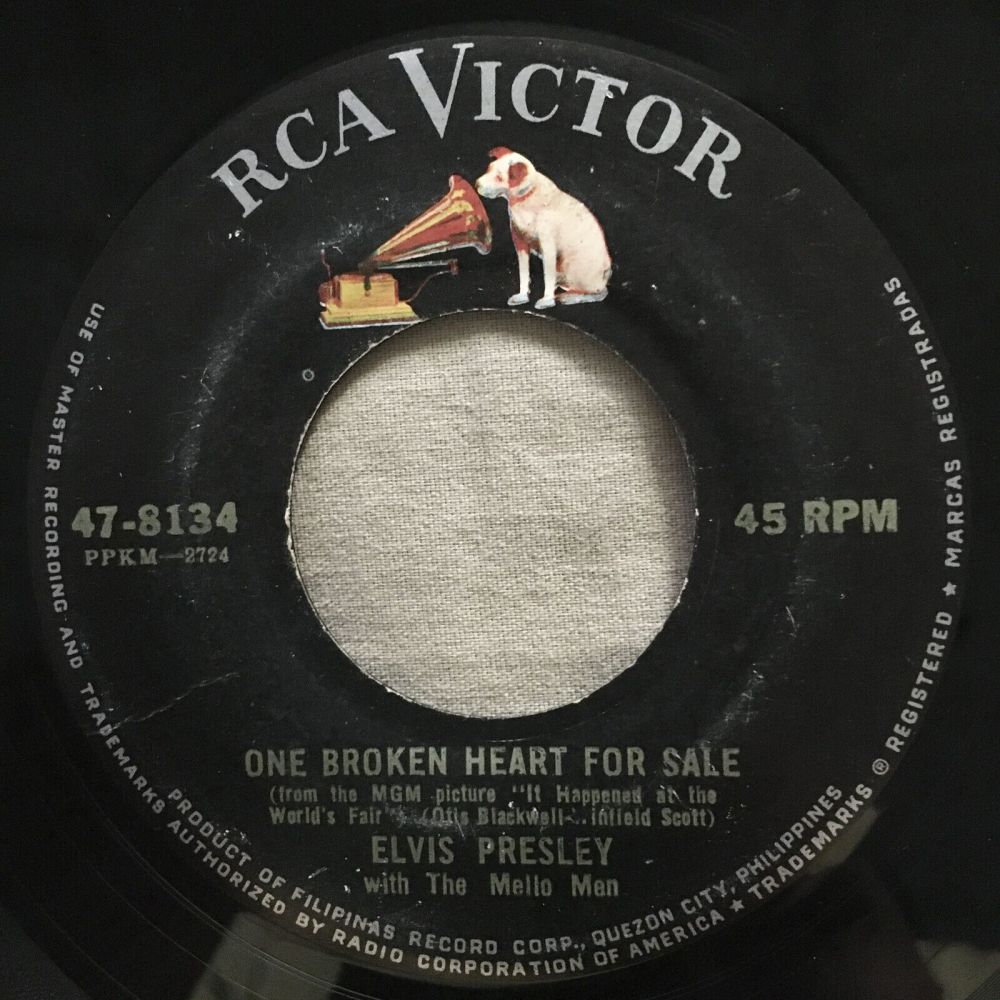 RCA VICTOR
47-8134
PPKM—2724
45 RPM
ONE BROKEN HEART FOR SALE
(from the MGM picture "It Happened at the
World's Fair" (Otis Blackwell- Scott)
ELVIS PRESLEY
with The Mello Men
USE OF MASTER RECORDING AND TRADEMARKS AUTHORIZED BY RADIO CORPORATION OF AMERICA ★ TRADEMARKS ® REGISTERED ★ MARCAS REGISTRADAS
PRODUCT OF FILIPINAS RECORD CORP., QUEZON CITY, PHILIPPINES